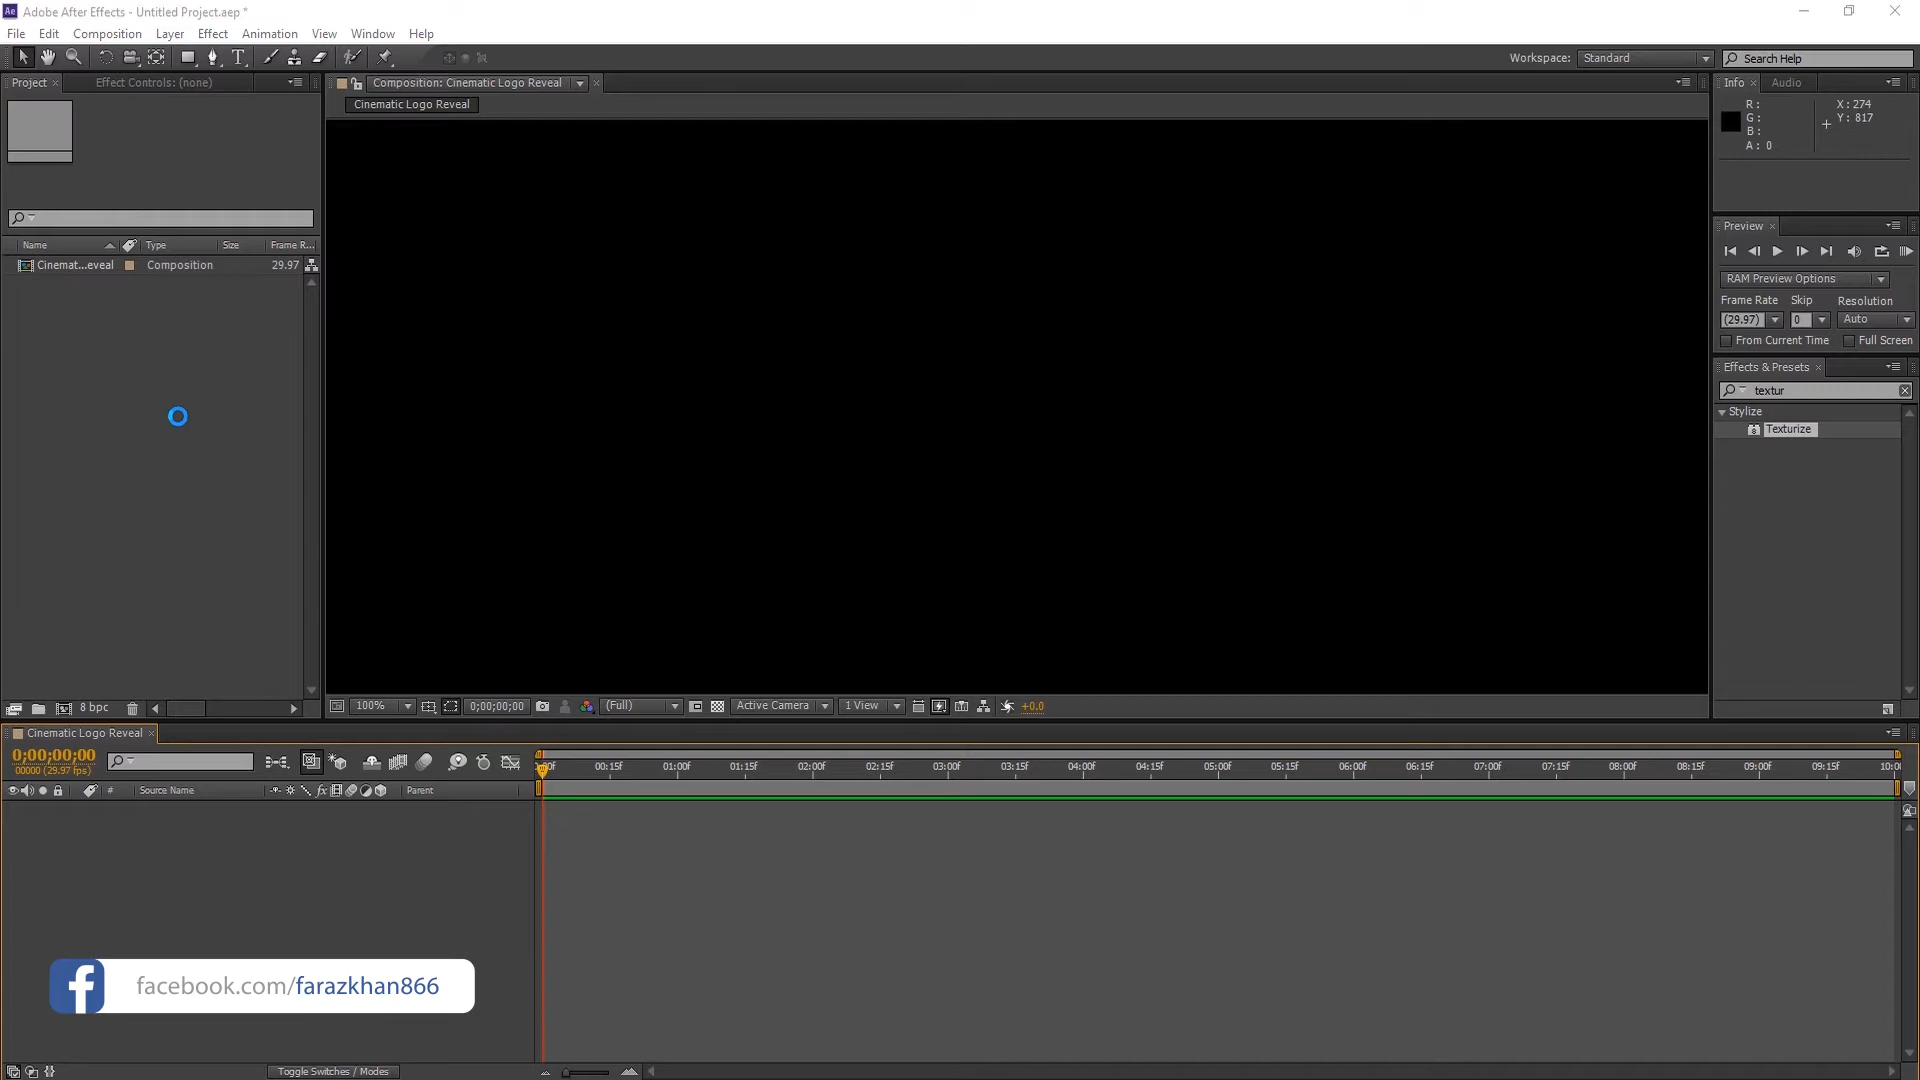 Ae Adobe After Effects - Untitled Project.aep *
File Edit Composition Layer Effect Animation View Window Help
T Workspace: Standard Search Help
Project × Effect Controls: (none) Composition: Cinematic Logo Reveal × Info × Audio
Cinematic Logo Reveal
R : X : 274
G : Y : 817
B :
A : 0
Preview ×
Name Type Size Frame R...
Cinemat...eveal Composition 29.97
RAM Preview Options
Frame Rate Skip Resolution
(29.97) 0 Auto
From Current Time Full Screen
Effects & Presets ×
textur
Stylize
Texturize
8 bpc 100% 0;00;00;00 (Full) Active Camera 1 View +0.0
Cinematic Logo Reveal ×
0;00;00;00
00000 (29.97 fps)
00f 00:15f 01:00f 01:15f 02:00f 02:15f 03:00f 03:15f 04:00f 04:15f 05:00f 05:15f 06:00f 06:15f 07:00f 07:15f 08:00f 08:15f 09:00f 09:15f 10:00
# Source Name fx Parent
f facebook.com/farazkhan866
Toggle Switches / Modes